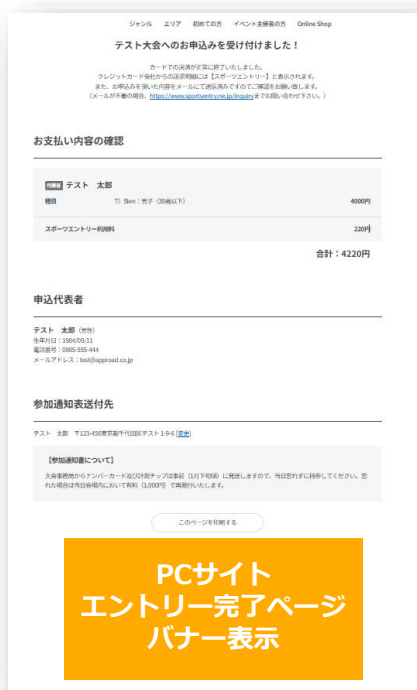 ジャンル エリア 初めての方 イベント主催者の方 Online Shop
テスト大会へのお申込みを受け付けました！
カードでの決済が正常に終了いたしました。
クレジットカード会社からの請求明細には【スポーツエントリー】と表示されます。
また、お申込みを頂いた内容をメールにて送信済みですのでご確認をお願い致します。
(メールが不着の場合、https://www.sportsentry.ne.jp/inquiryまでお問い合わせ下さい。)
お支払い内容の確認
代表者 テスト 太郎
種目 7）5km：男子（39歳以下） 4000円
スポーツエントリー利用料 220円
合計：4220円
申込代表者
テスト 太郎（男性）
生年月日：1984/09/11
電話番号：0985-555-444
メールアドレス：test@approad.co.jp
参加通知表送付先
テスト 太郎 〒123-456東京都千代田区テスト 1-9-6 [変更]
【参加通知書について】
大会事務局からナンバーカード及び計測チップは事前（1月下旬頃）に発送しますので、当日忘れずに持参してください。忘
れた場合は当日会場内において有料（1,000円）で再発行いたします。
このページを印刷する
PCサイト
エントリー完了ページ
バナー表示